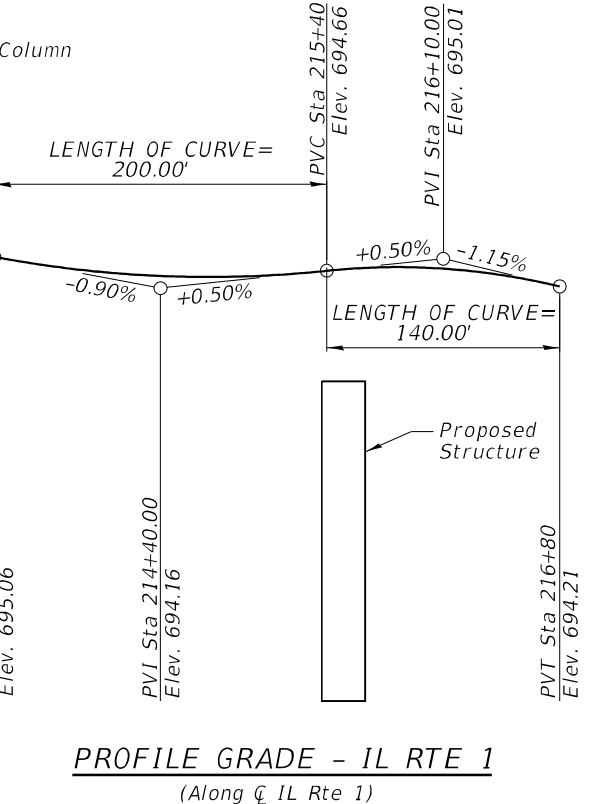 Column
PVC Sta 215+40
Elev. 694.66
PVI Sta 216+10.00
Elev. 695.01
LENGTH OF CURVE=
200.00'
-0.90%
+0.50%
+0.50%
-1.15%
LENGTH OF CURVE=
140.00'
Proposed
Structure
Elev. 695.06
PVI Sta 214+40.00
Elev. 694.16
PVT Sta 216+80
Elev. 694.21
PROFILE GRADE - IL RTE 1
(Along ℄ IL Rte 1)